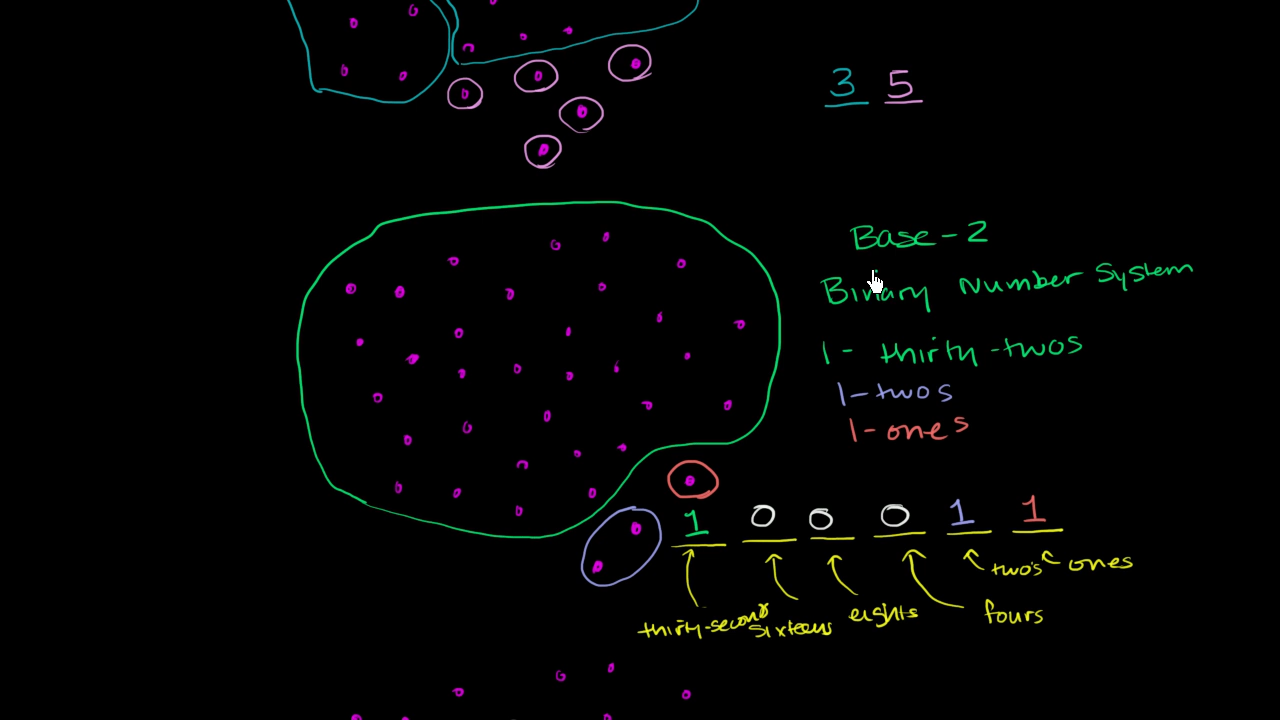 3 5
Base-2
Binary Number System
1- thirty-twos
1-twos
1-ones
1 0 0 0 1 1
two's ones
thirty-second sixteens eights fours